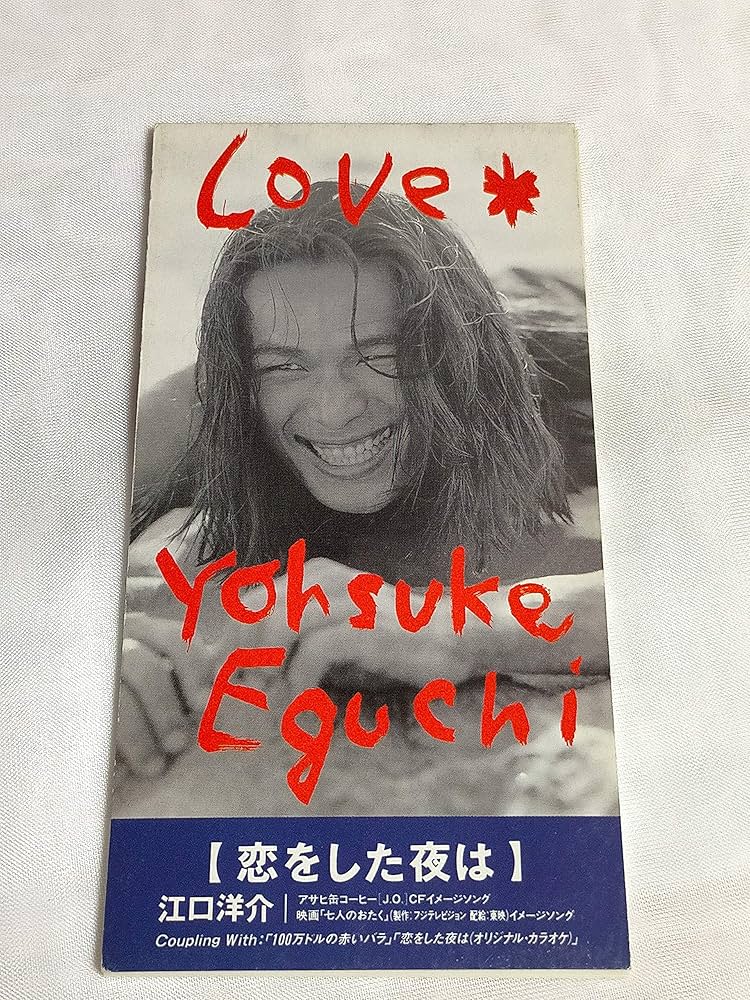 Love *
Yohsuke
Eguchi
【恋をした夜は】
江口洋介
アサヒ缶コーヒー[J.O.]CFイメージソング
映画「七人のおたく」(製作:フジテレビジョン 配給:東映)イメージソング
Coupling With:「100万ドルの赤いバラ」「恋をした夜は(オリジナル・カラオケ)」